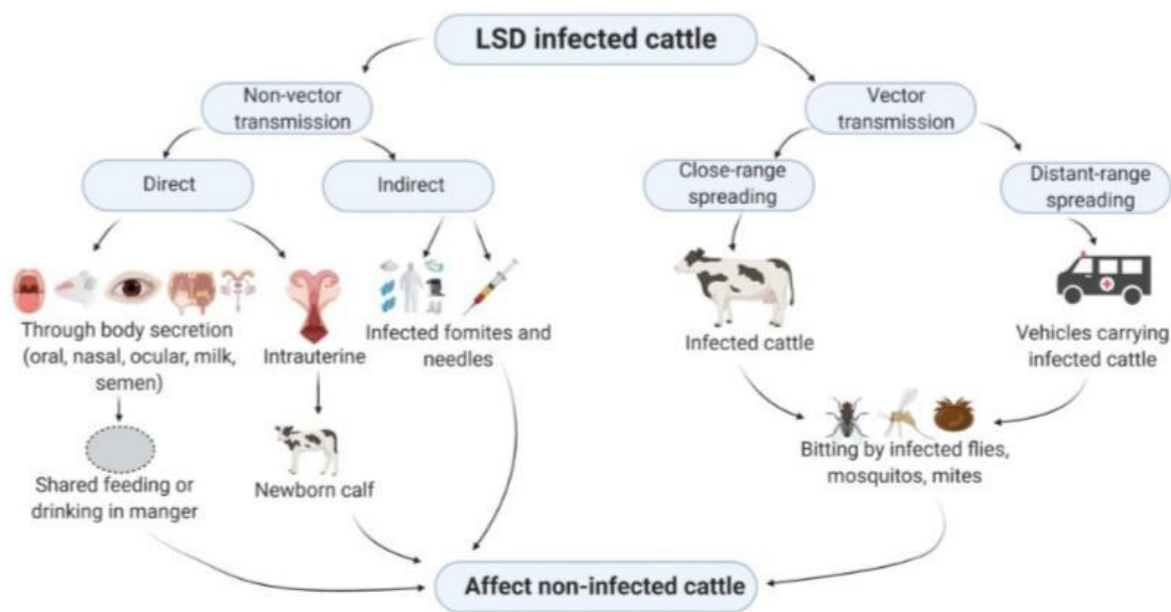 LSD infected cattle
Non-vector
transmission
Vector
transmission
Direct
Indirect
Close-range
spreading
Distant-range
spreading
Through body secretion
(oral, nasal, ocular, milk,
semen)
Intrauterine
Infected fomites and
needles
Infected cattle
Vehicles carrying
infected cattle
Shared feeding or
drinking in manger
Newborn calf
Bitting by infected flies,
mosquitos, mites
Affect non-infected cattle